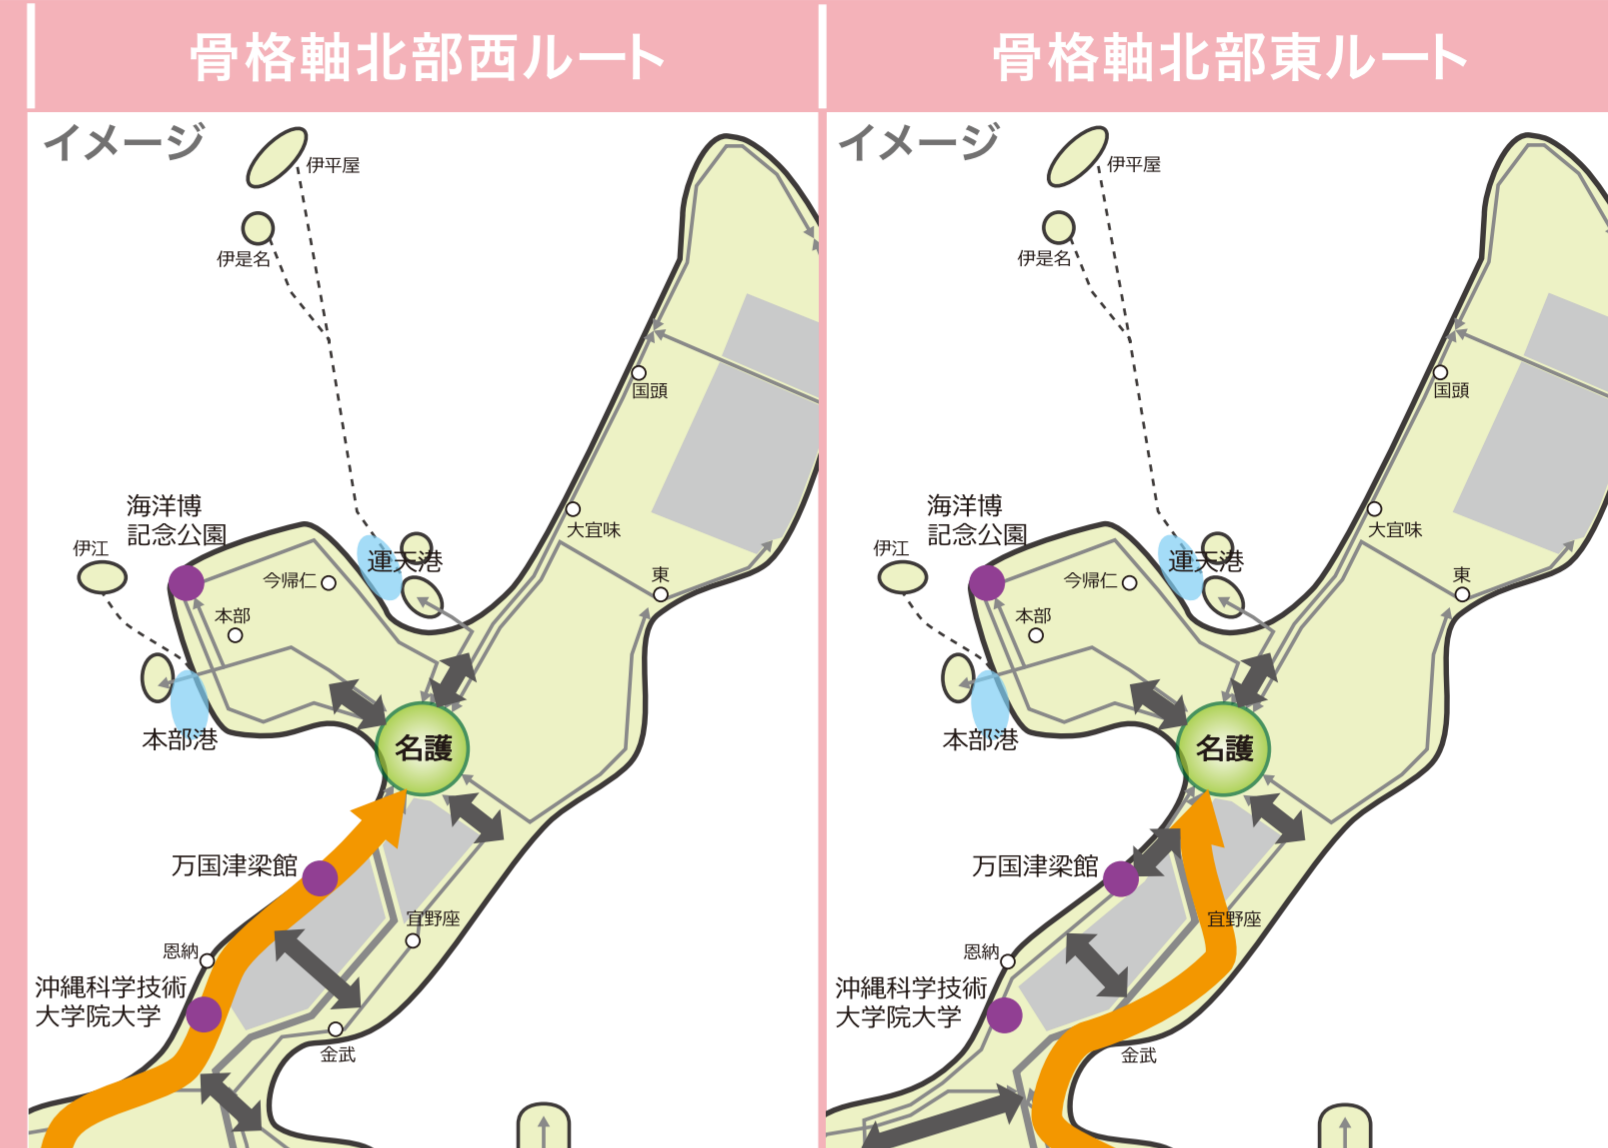 骨格軸北部西ルート
イメージ
伊平屋
伊是名
国頭
大宜味
海洋博
記念公園
伊江
運天港
今帰仁
東
本部
本部港
名護
万国津梁館
宜野座
恩納
沖縄科学技術
大学院大学
金武
骨格軸北部東ルート
イメージ
伊平屋
伊是名
国頭
大宜味
海洋博
記念公園
伊江
運天港
今帰仁
東
本部
本部港
名護
万国津梁館
宜野座
恩納
沖縄科学技術
大学院大学
金武